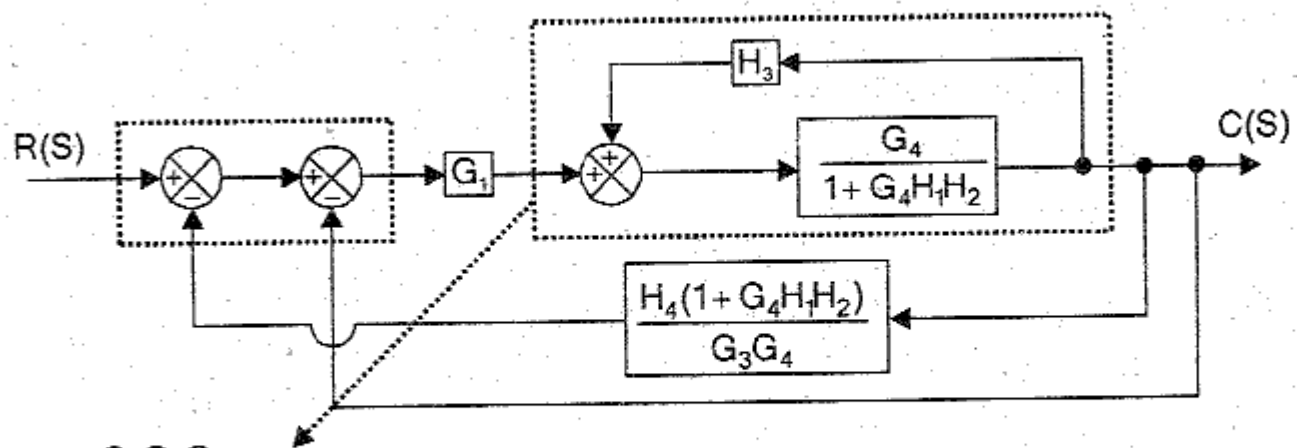 H₃
R(S)
C(S)
G₄
1+ G₄H₁H₂
G₁
H₄(1+ G₄H₁H₂)
G₃G₄